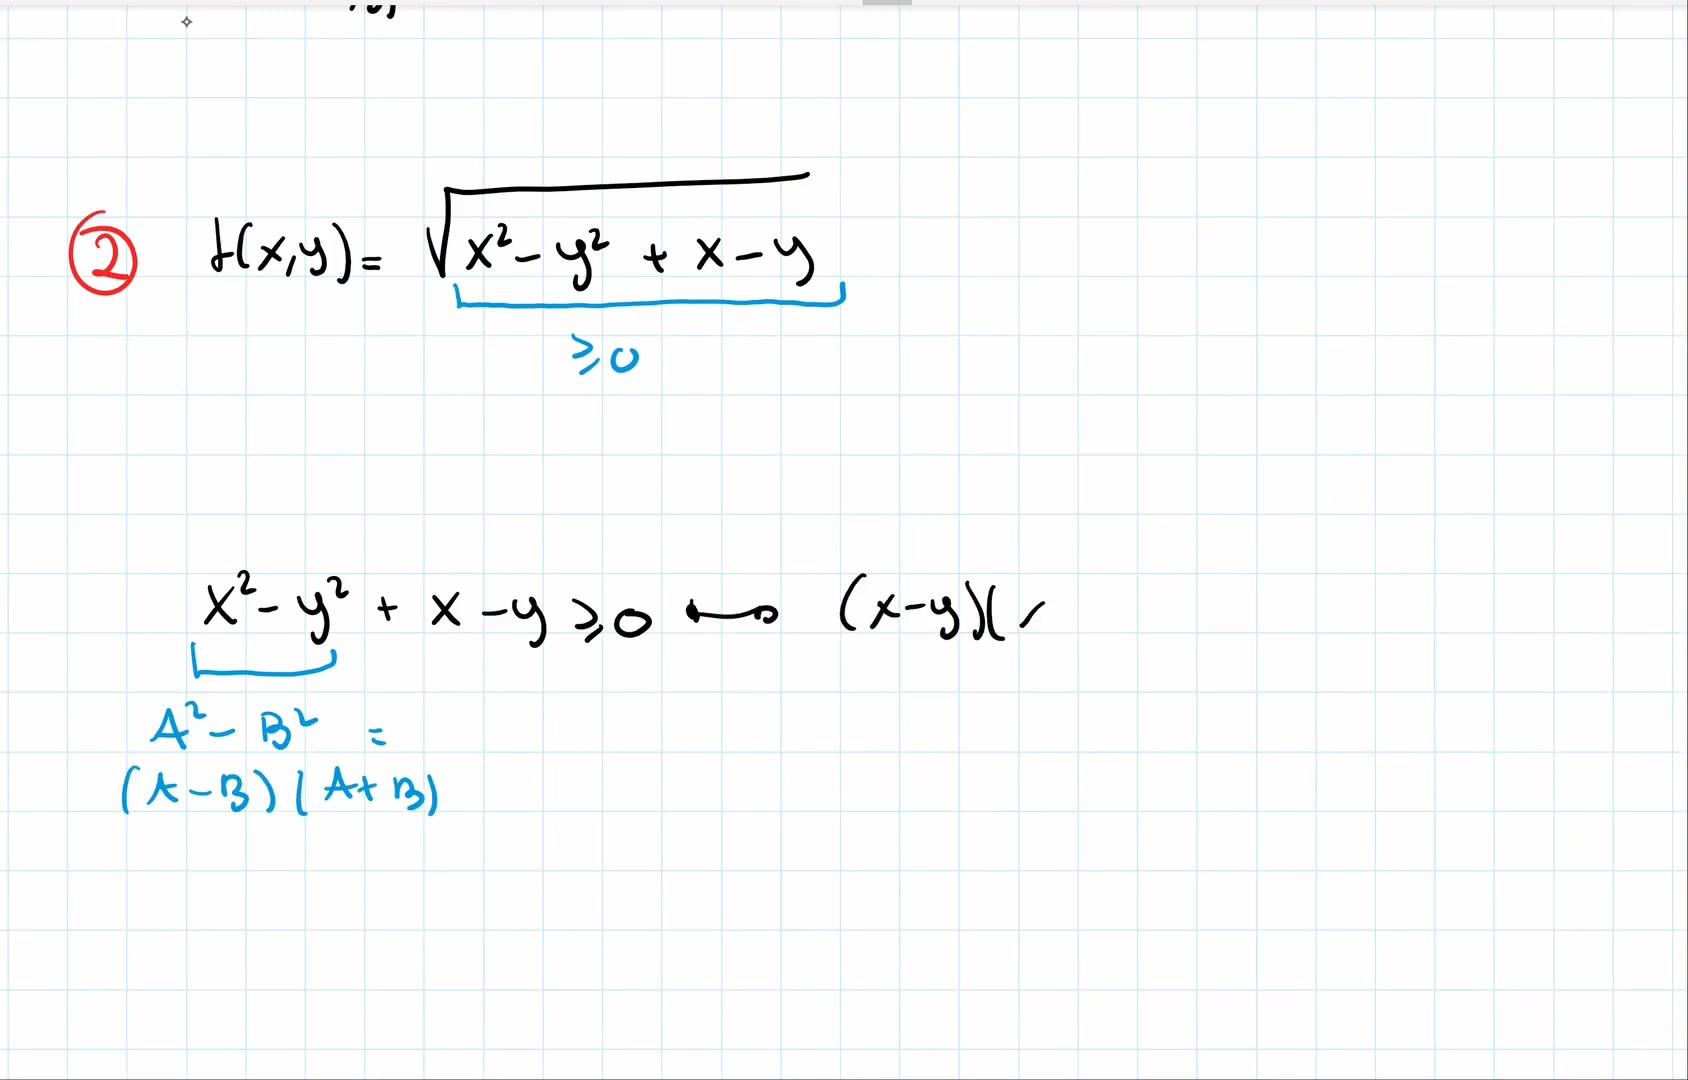 ② f(x,y) = √x² - y² + x - y
≥ 0
x² - y² + x - y ≥ 0 ⟷ (x-y)(
A² - B² =
(A - B) (A + B)